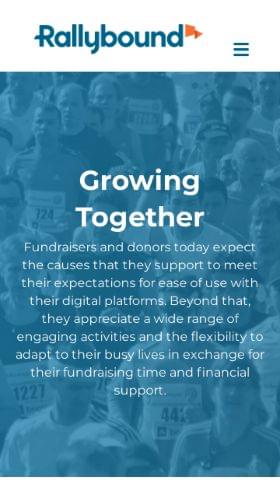 Rallybound
Growing
Together
Fundraisers and donors today expect
the causes that they support to meet
their expectations for ease of use with
their digital platforms. Beyond that,
they appreciate a wide range of
engaging activities and the flexibility to
adapt to their busy lives in exchange for
their fundraising time and financial
support.
724
1227